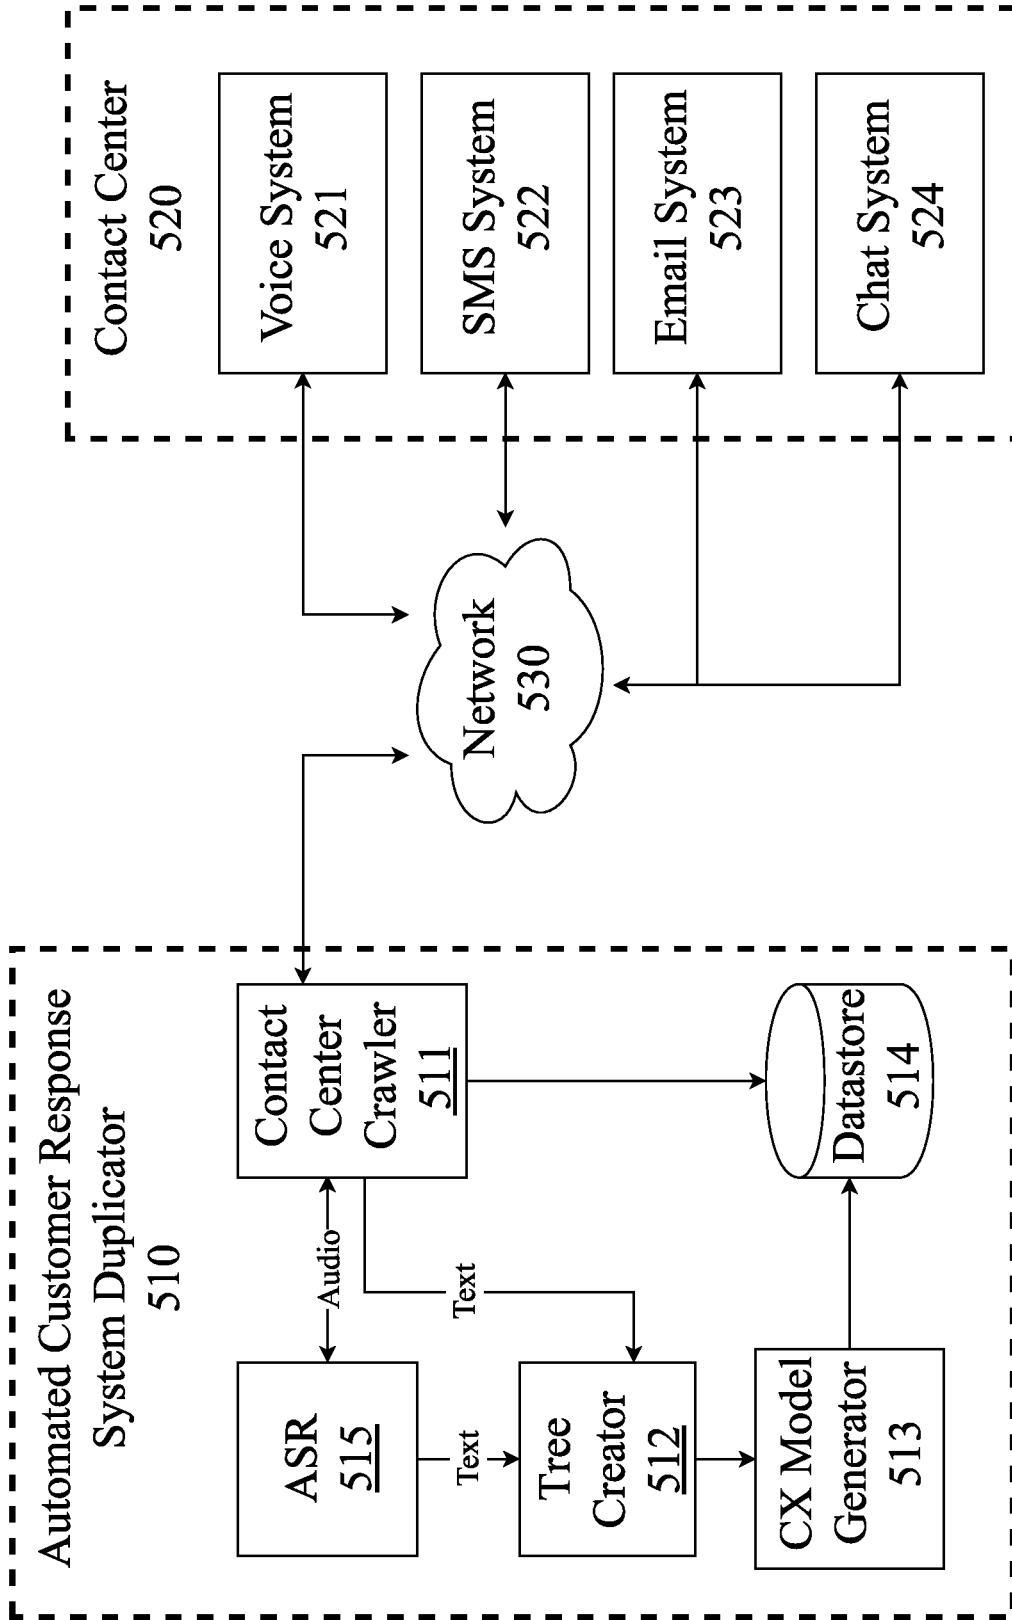 Automated Customer Response
System Duplicator
510
ASR
515
Audio
Contact
Center
Crawler
511
Text
Text
Tree
Creator
512
CX Model
Generator
513
Datastore
514
Network
530
Contact Center
520
Voice System
521
SMS System
522
Email System
523
Chat System
524